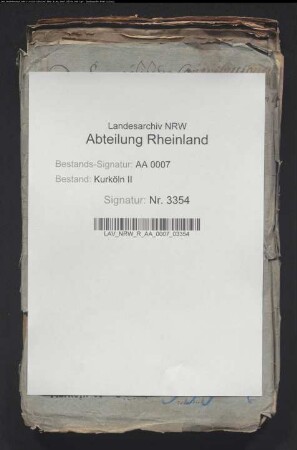 Landesarchiv NRW
Abteilung Rheinland
Bestands-Signatur: AA 0007
Bestand: Kurköln II
Signatur: Nr. 3354
LAV_NRW_R_AA_0007_03354